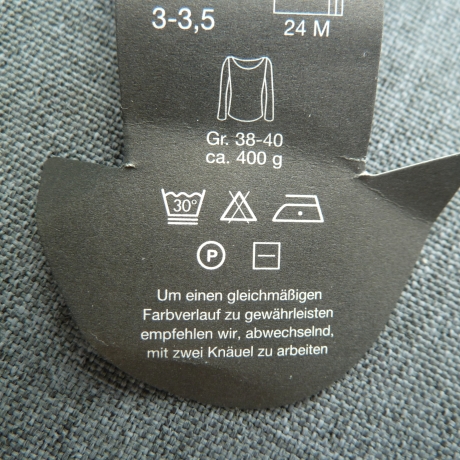 3-3,5
24 M
Gr. 38-40
ca. 400 g
30°
P
Um einen gleichmäßigen
Farbverlauf zu gewährleisten
empfehlen wir, abwechselnd,
mit zwei Knäuel zu arbeiten